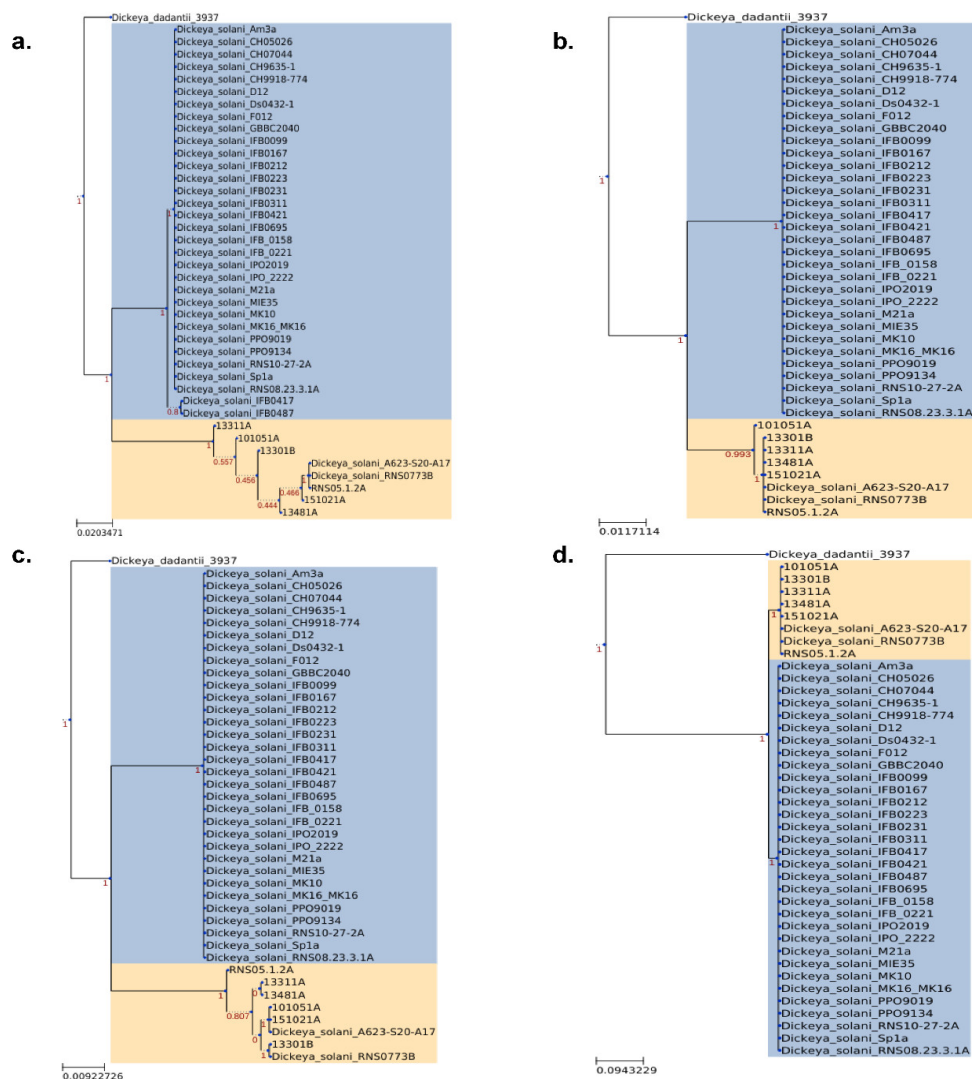 a.
Dickeya_dadantii_3937
Dickeya_solani_Am3a
Dickeya_solani_CH05026
Dickeya_solani_CH07044
Dickeya_solani_CH9635-1
Dickeya_solani_CH9918-774
Dickeya_solani_D12
Dickeya_solani_Ds0432-1
Dickeya_solani_F012
Dickeya_solani_GBBC2040
Dickeya_solani_IFB0099
Dickeya_solani_IFB0167
Dickeya_solani_IFB0212
Dickeya_solani_IFB0223
Dickeya_solani_IFB0231
Dickeya_solani_IFB0311
1
Dickeya_solani_IFB0421
1
Dickeya_solani_IFB0695
Dickeya_solani_IFB_0158
Dickeya_solani_IFB_0221
Dickeya_solani_IPO2019
Dickeya_solani_IPO_2222
Dickeya_solani_M21a
Dickeya_solani_MIE35
1
Dickeya_solani_MK10
Dickeya_solani_MK16_MK16
Dickeya_solani_PPO9019
Dickeya_solani_PPO9134
Dickeya_solani_RNS10-27-2A
Dickeya_solani_Sp1a
1
Dickeya_solani_RNS08.23.3.1A
Dickeya_solani_IFB0417
0.8
Dickeya_solani_IFB0487
13311A
101051A
1
13301B
0.557
Dickeya_solani_A623-S20-A17
0.456
Dickeya_solani_RNS0773B
1
RNS05.1.2A
0.466
151021A
0.444
13481A
0.0203471
b.
Dickeya_dadantii_3937
Dickeya_solani_Am3a
Dickeya_solani_CH05026
Dickeya_solani_CH07044
Dickeya_solani_CH9635-1
Dickeya_solani_CH9918-774
Dickeya_solani_D12
Dickeya_solani_Ds0432-1
Dickeya_solani_F012
Dickeya_solani_GBBC2040
Dickeya_solani_IFB0099
Dickeya_solani_IFB0167
Dickeya_solani_IFB0212
1
Dickeya_solani_IFB0223
Dickeya_solani_IFB0231
Dickeya_solani_IFB0311
Dickeya_solani_IFB0417
1
Dickeya_solani_IFB0421
Dickeya_solani_IFB0487
Dickeya_solani_IFB0695
Dickeya_solani_IFB_0158
Dickeya_solani_IFB_0221
Dickeya_solani_IPO2019
Dickeya_solani_IPO_2222
Dickeya_solani_M21a
Dickeya_solani_MIE35
1
Dickeya_solani_MK10
Dickeya_solani_MK16_MK16
Dickeya_solani_PPO9019
Dickeya_solani_PPO9134
Dickeya_solani_RNS10-27-2A
Dickeya_solani_Sp1a
Dickeya_solani_RNS08.23.3.1A
101051A
13301B
13311A
0.993
13481A
1
151021A
Dickeya_solani_A623-S20-A17
Dickeya_solani_RNS0773B
RNS05.1.2A
0.0117114
c.
Dickeya_dadantii_3937
Dickeya_solani_Am3a
Dickeya_solani_CH05026
Dickeya_solani_CH07044
Dickeya_solani_CH9635-1
Dickeya_solani_CH9918-774
Dickeya_solani_D12
Dickeya_solani_Ds0432-1
Dickeya_solani_F012
Dickeya_solani_GBBC2040
Dickeya_solani_IFB0099
Dickeya_solani_IFB0167
Dickeya_solani_IFB0212
1
Dickeya_solani_IFB0223
Dickeya_solani_IFB0231
Dickeya_solani_IFB0311
Dickeya_solani_IFB0417
1
Dickeya_solani_IFB0421
Dickeya_solani_IFB0487
Dickeya_solani_IFB0695
Dickeya_solani_IFB_0158
Dickeya_solani_IFB_0221
Dickeya_solani_IPO2019
Dickeya_solani_IPO_2222
Dickeya_solani_M21a
Dickeya_solani_MIE35
1
Dickeya_solani_MK10
Dickeya_solani_MK16_MK16
Dickeya_solani_PPO9019
Dickeya_solani_PPO9134
Dickeya_solani_RNS10-27-2A
Dickeya_solani_Sp1a
Dickeya_solani_RNS08.23.3.1A
RNS05.1.2A
13311A
0
13481A
1
101051A
0.807
151021A
1
Dickeya_solani_A623-S20-A17
0
13301B
1
Dickeya_solani_RNS0773B
0.00922726
d.
Dickeya_dadantii_3937
101051A
13301B
13311A
13481A
1
151021A
Dickeya_solani_A623-S20-A17
Dickeya_solani_RNS0773B
1
RNS05.1.2A
Dickeya_solani_Am3a
Dickeya_solani_CH05026
Dickeya_solani_CH07044
Dickeya_solani_CH9635-1
Dickeya_solani_CH9918-774
Dickeya_solani_D12
1
Dickeya_solani_Ds0432-1
Dickeya_solani_F012
Dickeya_solani_GBBC2040
Dickeya_solani_IFB0099
Dickeya_solani_IFB0167
Dickeya_solani_IFB0212
Dickeya_solani_IFB0223
Dickeya_solani_IFB0231
Dickeya_solani_IFB0311
Dickeya_solani_IFB0417
1
Dickeya_solani_IFB0421
Dickeya_solani_IFB0487
Dickeya_solani_IFB0695
Dickeya_solani_IFB_0158
Dickeya_solani_IFB_0221
Dickeya_solani_IPO2019
Dickeya_solani_IPO_2222
Dickeya_solani_M21a
Dickeya_solani_MIE35
Dickeya_solani_MK10
Dickeya_solani_MK16_MK16
Dickeya_solani_PPO9019
Dickeya_solani_PPO9134
Dickeya_solani_RNS10-27-2A
Dickeya_solani_Sp1a
Dickeya_solani_RNS08.23.3.1A
0.0943229